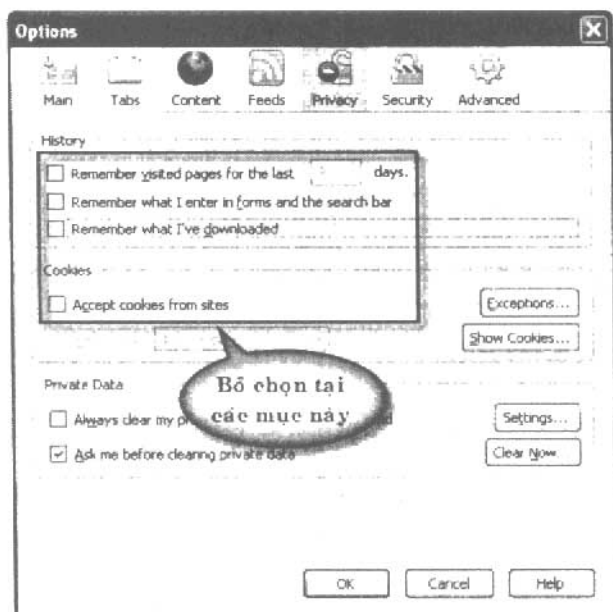 Options
Main Tabs Content Feeds Privacy Security Advanced
History
Remember visited pages for the last days.
Remember what I enter in forms and the search bar
Remember what I've downloaded
Cookies
Accept cookies from sites
Exceptions...
Show Cookies...
Private Data
Bỏ chọn tại
các mục này
Always clear my
Settings...
Ask me before clearing private data
Clear Now...
OK Cancel Help